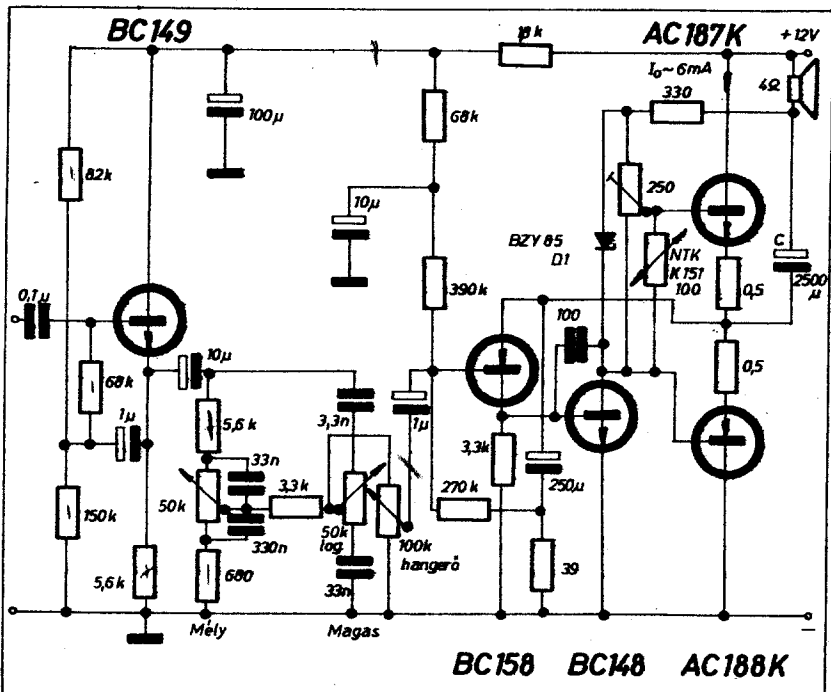 BC149
18k
AC187K
+12V
I₀~6mA
4Ω
330
100μ
68k
82k
250
10μ
BZY 85
D1
NTK
K151
100
C
2500
μ
0,1μ
390k
0,5
100
10μ
68k
1μ
0,5
5,6k
3,3n
1μ
3,3k
33n
250μ
50k
3,3k
270k
150k
330n
50k
log.
100k
hangerő
39
5,6k
680
33n
Mély
Magas
–
BC158
BC148
AC188K